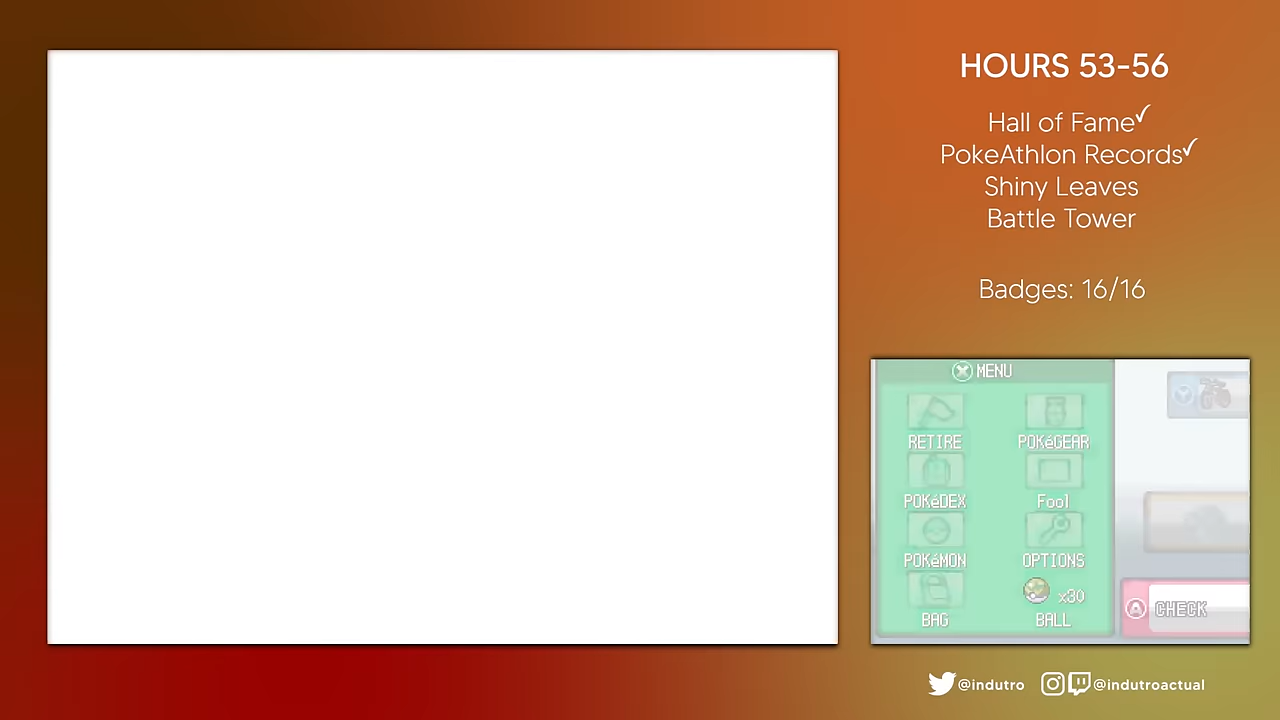 HOURS 53-56
Hall of Fame✓
PokeAthlon Records✓
Shiny Leaves
Battle Tower
Badges: 16/16
X MENU
Y
RETIRE POKéGEAR
POKéDEX Fool
POKéMON OPTIONS
x30
BAG BALL
A CHECK
@indutro @indutroactual